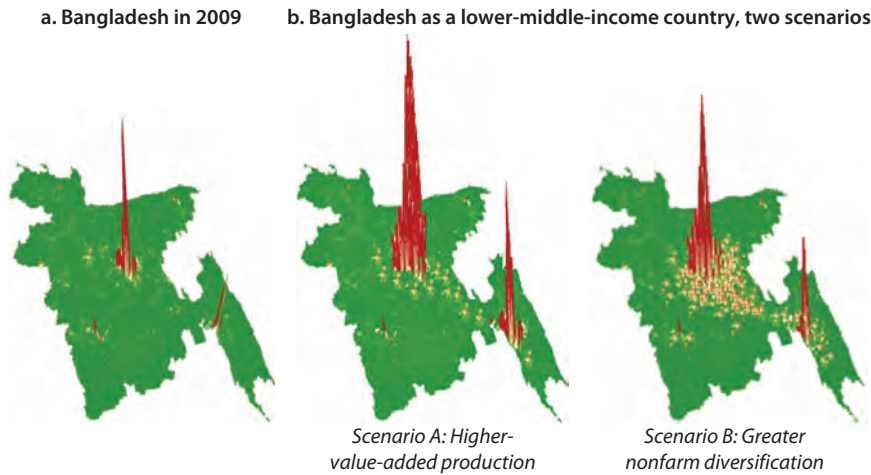 a. Bangladesh in 2009
b. Bangladesh as a lower-middle-income country, two scenarios
Scenario A: Higher-
value-added production
Scenario B: Greater
nonfarm diversification